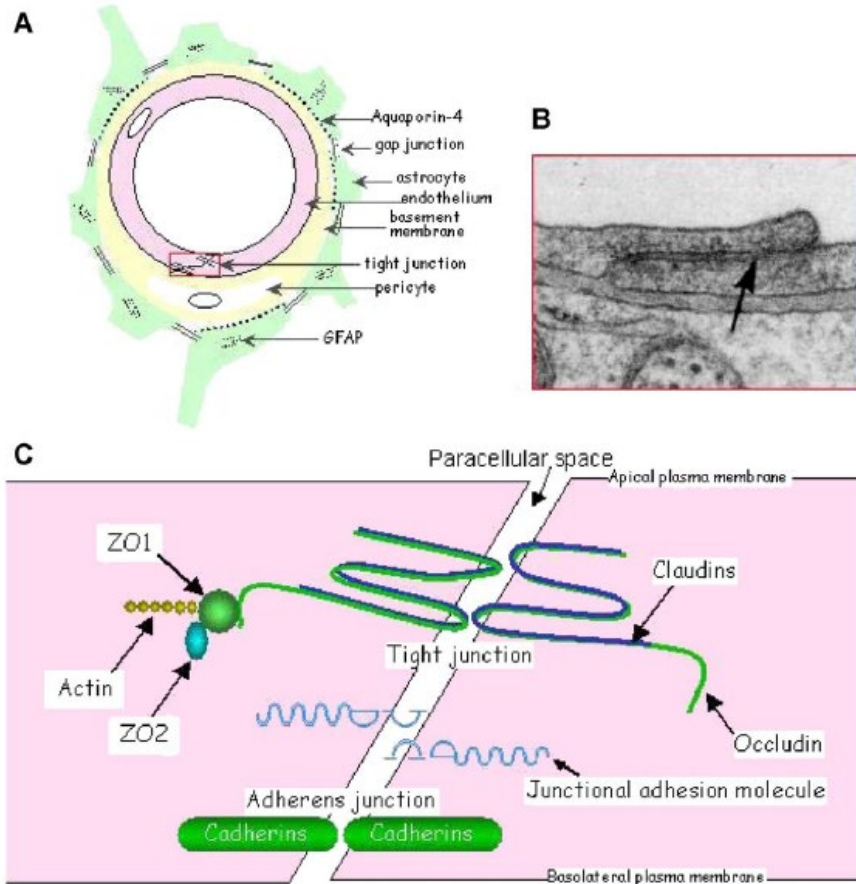 A
Aquaporin-4
gap junction
astrocyte
endothelium
basement
membrane
tight junction
pericyte
GFAP
B
C
Paracellular space
Apical plasma membrane
ZO1
Claudins
Actin
Tight junction
ZO2
Occludin
Junctional adhesion molecule
Adherens junction
Cadherins Cadherins
Basolateral plasma membrane